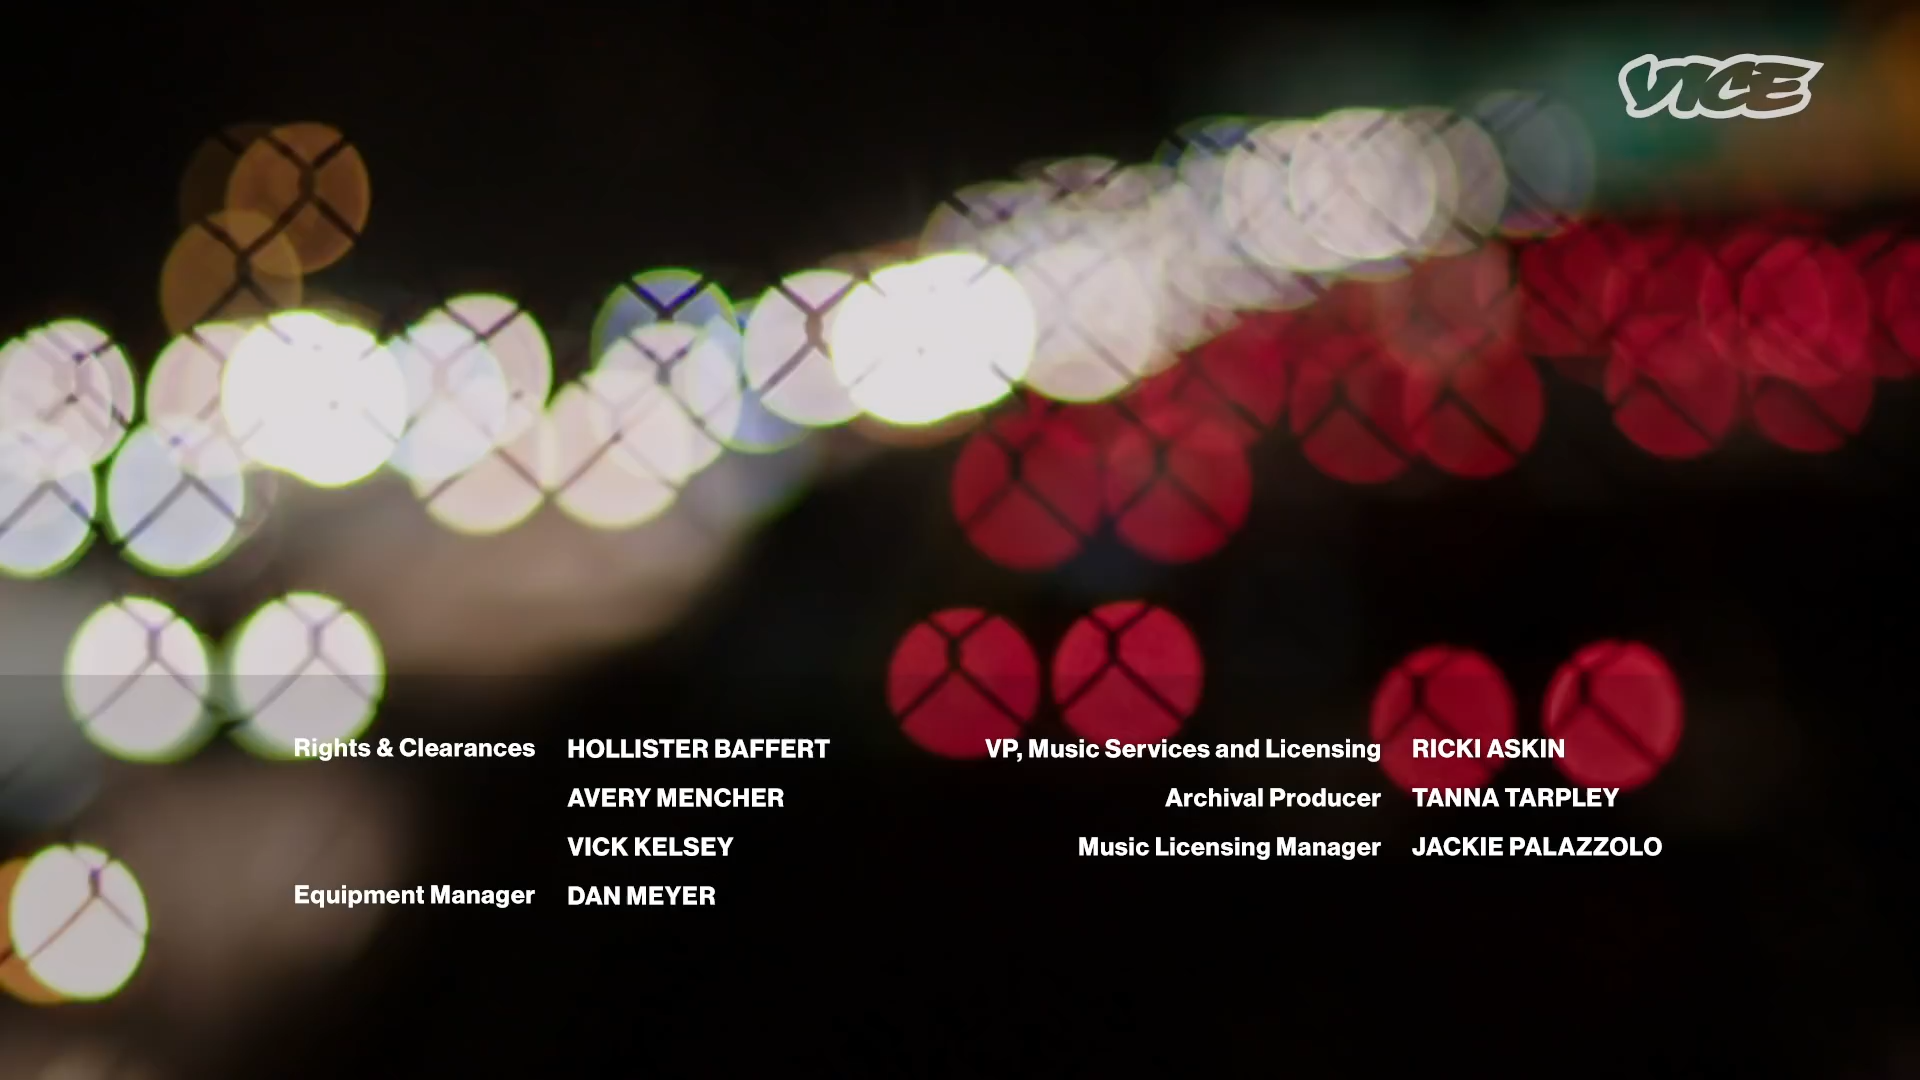 VICE
Rights & Clearances HOLLISTER BAFFERT
AVERY MENCHER
VICK KELSEY
Equipment Manager DAN MEYER
VP, Music Services and Licensing RICKI ASKIN
Archival Producer TANNA TARPLEY
Music Licensing Manager JACKIE PALAZZOLO